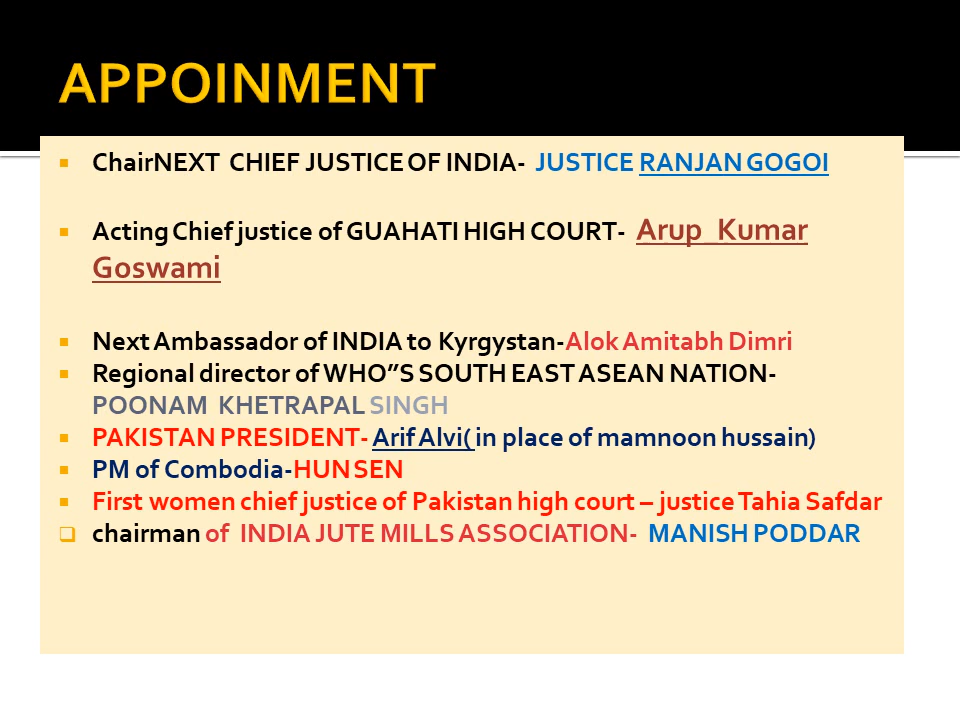 APPOINMENT
ChairNEXT CHIEF JUSTICE OF INDIA- JUSTICE RANJAN GOGOI
Acting Chief justice of GUAHATI HIGH COURT- Arup Kumar
Goswami
Next Ambassador of INDIA to Kyrgystan-Alok Amitabh Dimri
Regional director of WHO”S SOUTH EAST ASEAN NATION-
POONAM KHETRAPAL SINGH
PAKISTAN PRESIDENT- Arif Alvi( in place of mamnoon hussain)
PM of Combodia-HUN SEN
First women chief justice of Pakistan high court – justice Tahia Safdar
chairman of INDIA JUTE MILLS ASSOCIATION- MANISH PODDAR